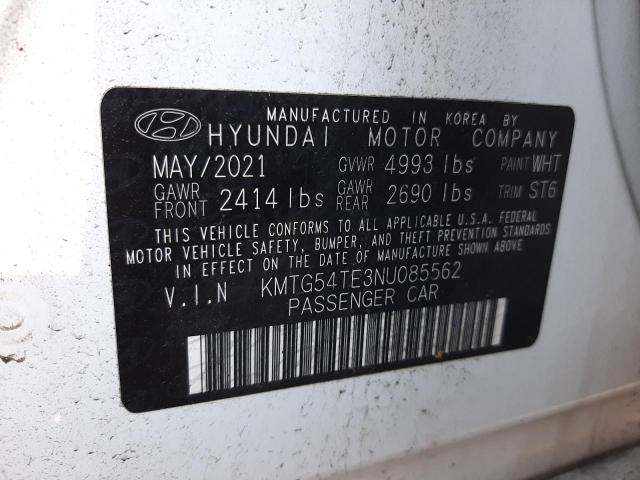 MANUFACTURED IN KOREA BY
HYUNDAI MOTOR COMPANY
MAY/2021 GVWR 4993 lbs PAINT WHT
GAWR FRONT 2414 lbs GAWR REAR 2690 lbs TRIM ST6
THIS VEHICLE CONFORMS TO ALL APPLICABLE U.S.A. FEDERAL
MOTOR VEHICLE SAFETY, BUMPER, AND THEFT PREVENTION STANDARDS
IN EFFECT ON THE DATE OF MANUFACTURE SHOWN ABOVE
V.I.N KMTG54TE3NU085562
PASSENGER CAR